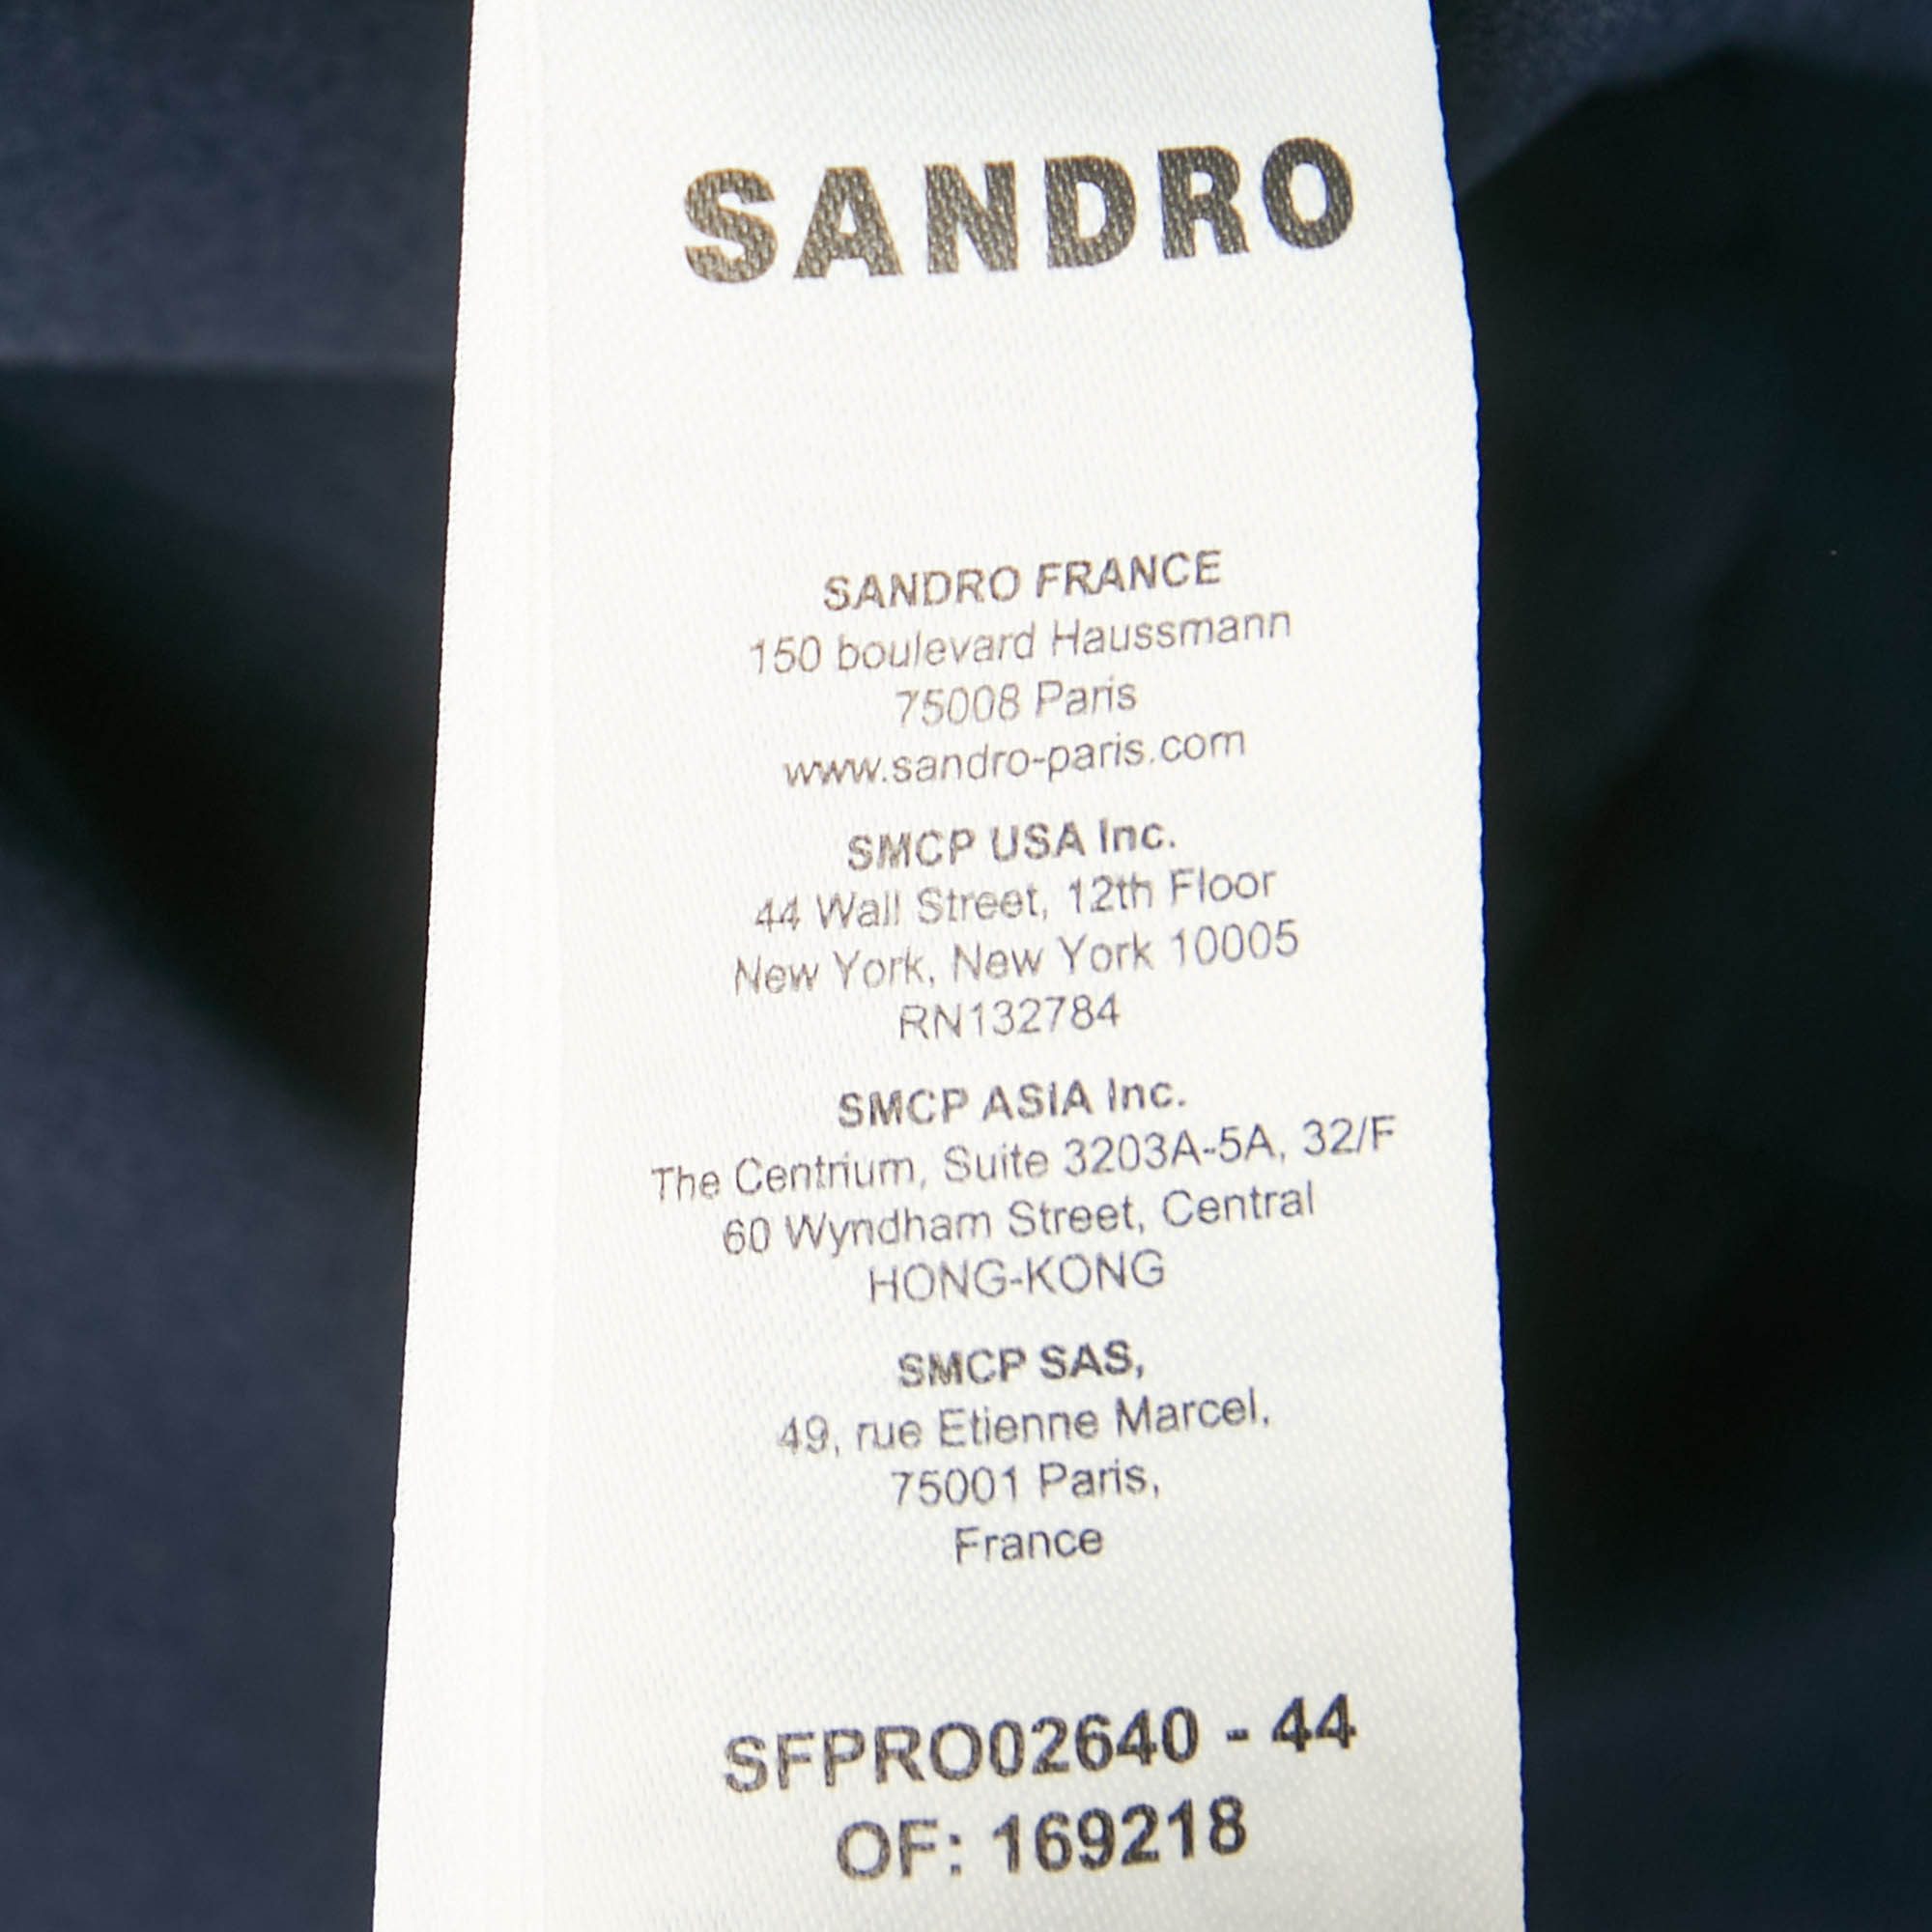 SANDRO
SANDRO FRANCE
150 boulevard Haussmann
75008 Paris
www.sandro-paris.com
SMCP USA Inc.
44 Wall Street, 12th Floor
New York, New York 10005
RN132784
SMCP ASIA Inc.
The Centrium, Suite 3203A-5A, 32/F
60 Wyndham Street, Central
HONG-KONG
SMCP SAS,
49, rue Etienne Marcel,
75001 Paris,
France
SFPRO02640 - 44
OF: 169218